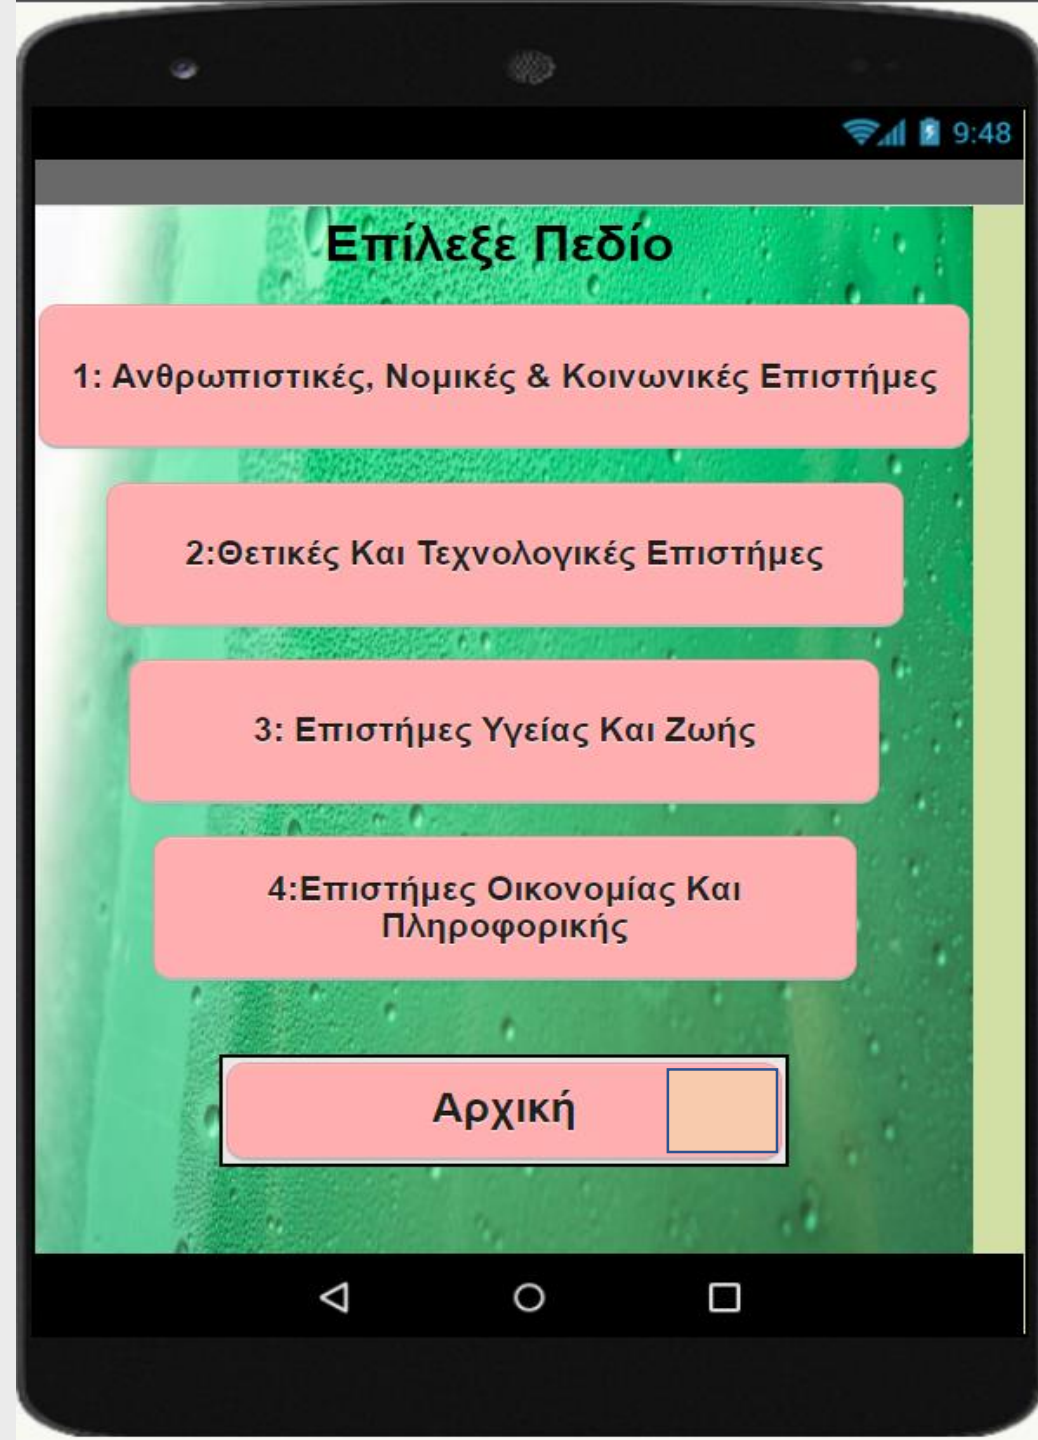 9:48
Επίλεξε Πεδίο
1: Ανθρωπιστικές, Νομικές & Κοινωνικές Επιστήμες
2:Θετικές Και Τεχνολογικές Επιστήμες
3: Επιστήμες Υγείας Και Ζωής
4:Επιστήμες Οικονομίας Και
Πληροφορικής
Αρχική